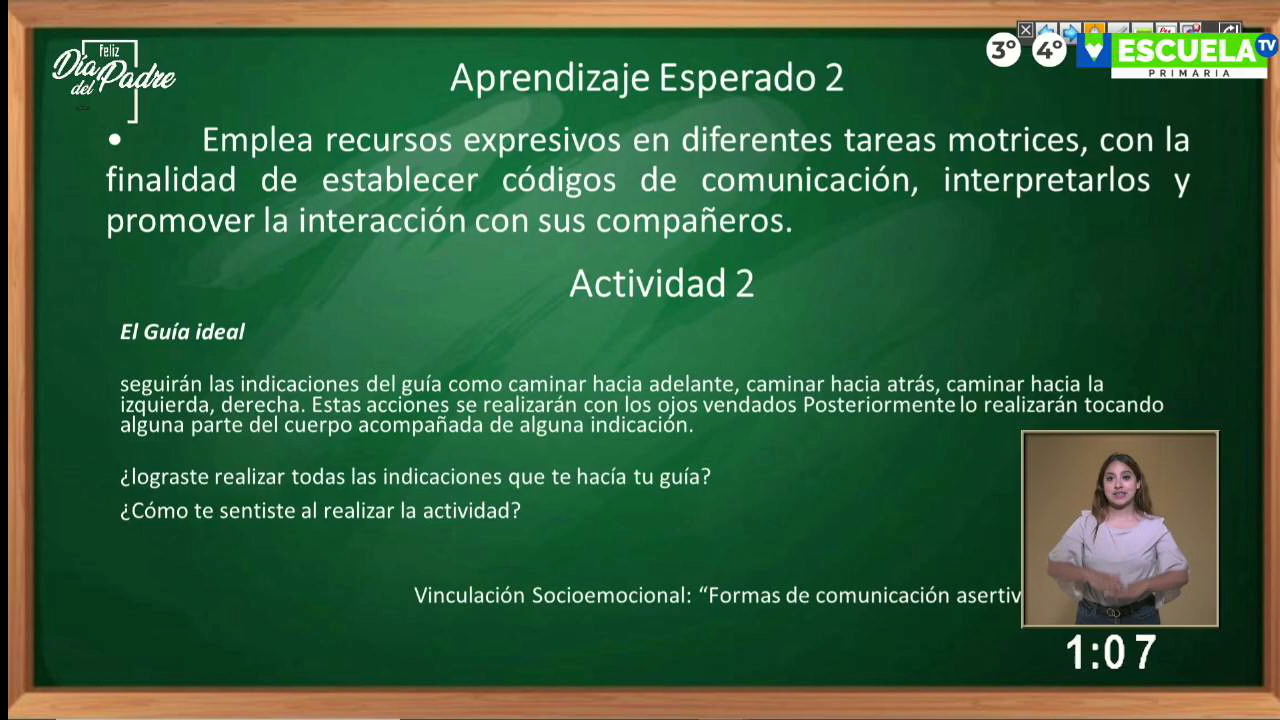 Feliz
Día
del Padre
3º 4º ESCUELA TV
PRIMARIA
Aprendizaje Esperado 2
• Emplea recursos expresivos en diferentes tareas motrices, con la
finalidad de establecer códigos de comunicación, interpretarlos y
promover la interacción con sus compañeros.
Actividad 2
El Guía ideal
seguirán las indicaciones del guía como caminar hacia adelante, caminar hacia atrás, caminar hacia la
izquierda, derecha. Estas acciones se realizarán con los ojos vendados Posteriormente lo realizarán tocando
alguna parte del cuerpo acompañada de alguna indicación.
¿lograste realizar todas las indicaciones que te hacía tu guía?
¿Cómo te sentiste al realizar la actividad?
Vinculación Socioemocional: “Formas de comunicación asertiv
1:07